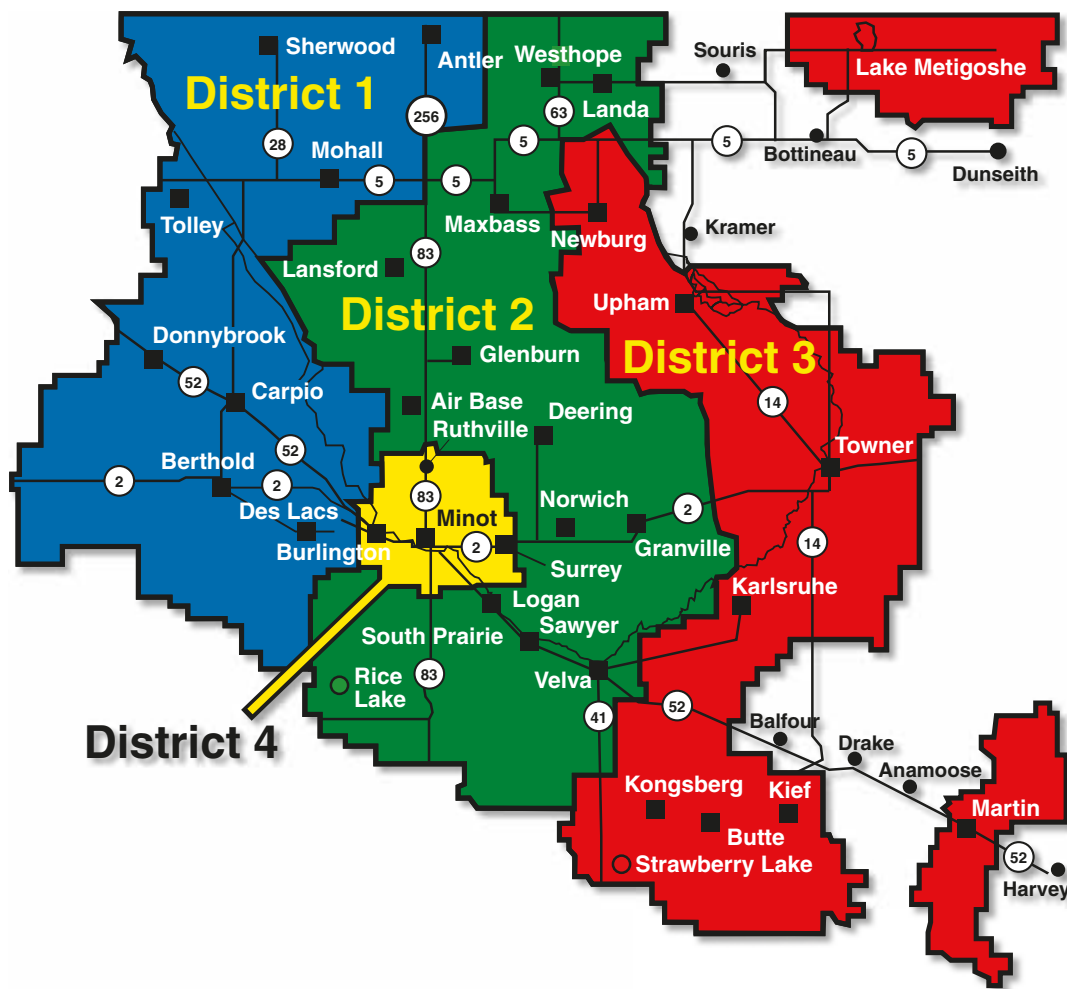 Sherwood
Antler
Westhope
Souris
Lake Metigoshe
District 1
Landa
256
63
28
Mohall
5
5
5
5
5
Bottineau
Dunseith
Tolley
Maxbass
Newburg
Kramer
83
Lansford
Upham
District 2
Donnybrook
Glenburn
District 3
52
Carpio
14
Air Base
Ruthville
Deering
Towner
52
Berthold
2
2
83
Norwich
2
Des Lacs
Minot
Burlington
2
Granville
14
Surrey
Karlsruhe
Logan
Sawyer
South Prairie
Rice
Lake
83
Velva
52
41
Balfour
District 4
Drake
Anamoose
Kongsberg
Kief
Martin
Butte
52
Strawberry Lake
Harvey